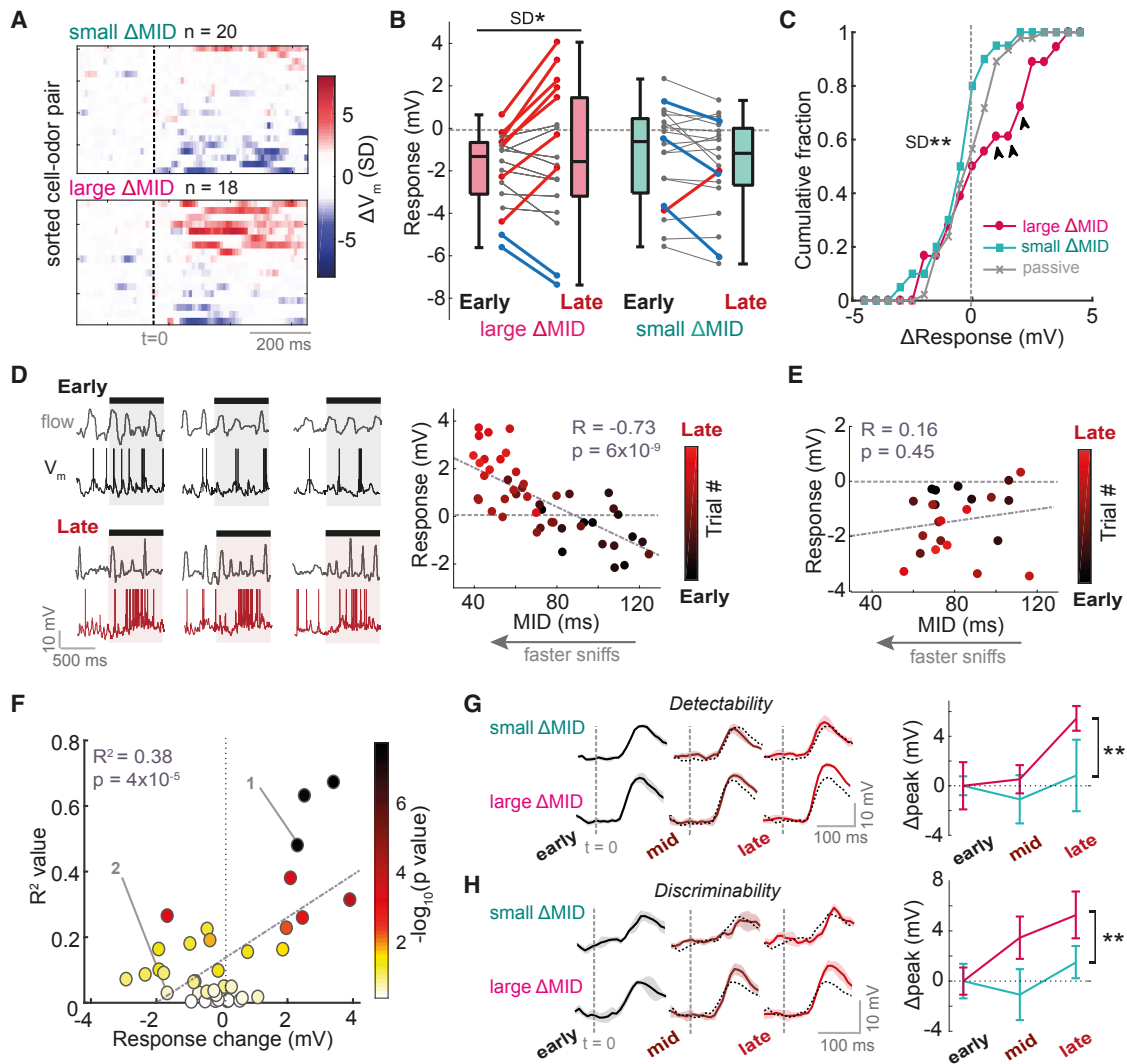 A
small ΔMID n = 20
large ΔMID n = 18
sorted cell-odor pair
t=0
200 ms
5
0
-5
ΔVm (SD)
B
SD*
Response (mV)
4
2
0
-2
-4
-6
-8
Early
Late
Early
Late
large ΔMID
small ΔMID
C
Cumulative fraction
1
0.8
0.6
0.4
0.2
0
SD**
large ΔMID
small ΔMID
passive
-5
0
5
ΔResponse (mV)
D
Early
flow
Vm
Late
10 mV
500 ms
Response (mV)
4
2
0
-2
R = -0.73
p = 6x10-9
40
80
120
MID (ms)
faster sniffs
Late
Trial #
Early
E
Response (mV)
2
0
-2
-4
R = 0.16
p = 0.45
40
80
120
MID (ms)
faster sniffs
Late
Trial #
Early
F
R2 value
0.8
0.6
0.4
0.2
0
R2 = 0.38
p = 4x10-5
1
2
-4
-2
0
2
4
Response change (mV)
6
4
2
-log10(p value)
G
Detectability
small ΔMID
large ΔMID
early
t = 0
mid
late
10 mV
100 ms
Δpeak (mV)
8
4
0
-4
**
early
mid
late
H
Discriminability
small ΔMID
large ΔMID
early
t = 0
mid
late
10 mV
100 ms
Δpeak (mV)
8
4
0
-4
**
early
mid
late